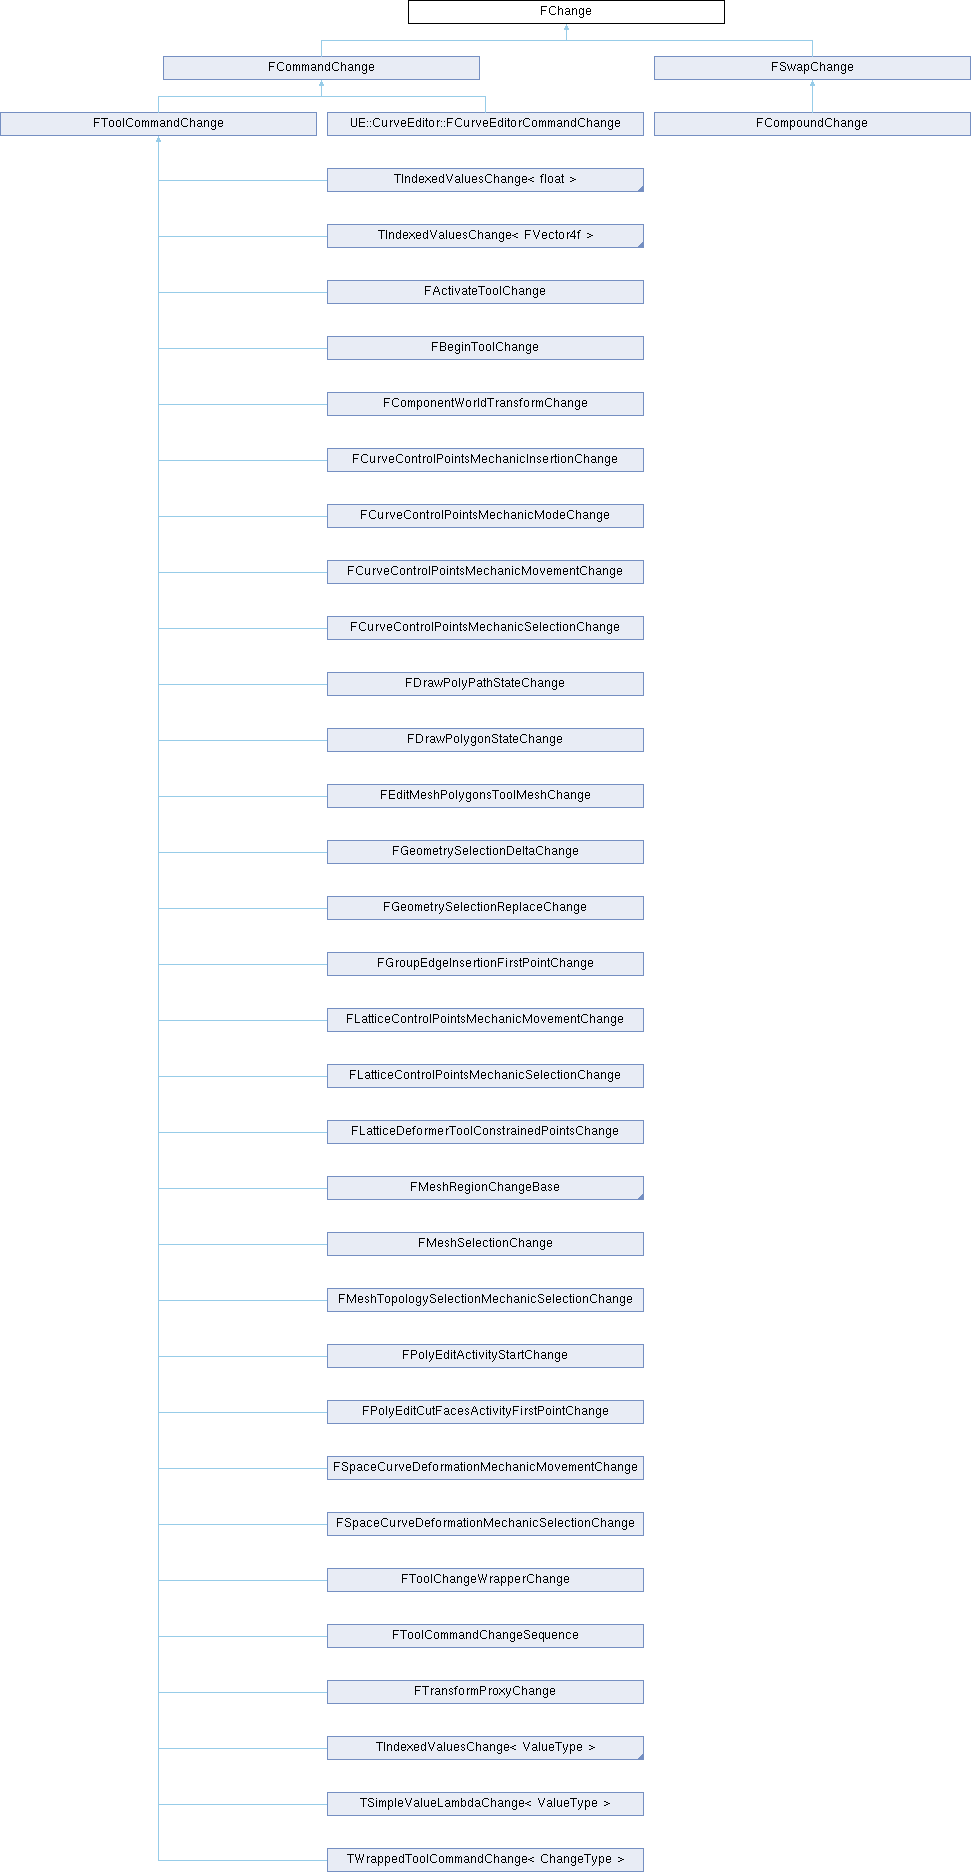 FChange
FCommandChange
FSwapChange
FToolCommandChange
UE::CurveEditor::FCurveEditorCommandChange
FCompoundChange
TIndexedValuesChange< float >
TIndexedValuesChange< FVector4f >
FActivateToolChange
FBeginToolChange
FComponentWorldTransformChange
FCurveControlPointsMechanicInsertionChange
FCurveControlPointsMechanicModeChange
FCurveControlPointsMechanicMovementChange
FCurveControlPointsMechanicSelectionChange
FDrawPolyPathStateChange
FDrawPolygonStateChange
FEditMeshPolygonsToolMeshChange
FGeometrySelectionDeltaChange
FGeometrySelectionReplaceChange
FGroupEdgeInsertionFirstPointChange
FLatticeControlPointsMechanicMovementChange
FLatticeControlPointsMechanicSelectionChange
FLatticeDeformerToolConstrainedPointsChange
FMeshRegionChangeBase
FMeshSelectionChange
FMeshTopologySelectionMechanicSelectionChange
FPolyEditActivityStartChange
FPolyEditCutFacesActivityFirstPointChange
FSpaceCurveDeformationMechanicMovementChange
FSpaceCurveDeformationMechanicSelectionChange
FToolChangeWrapperChange
FToolCommandChangeSequence
FTransformProxyChange
TIndexedValuesChange< ValueType >
TSimpleValueLambdaChange< ValueType >
TWrappedToolCommandChange< ChangeType >